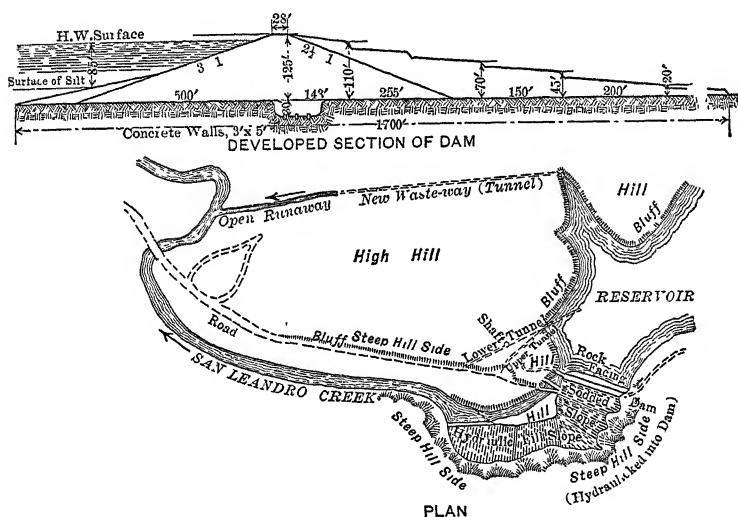 28'
H.W. Surface
85'
Surface of Silt
3 1
2½ 1
125'
110'
70'
45'
20'
500'
143'
255'
150'
200'
Concrete Walls, 3'x 5'
1700'
DEVELOPED SECTION OF DAM
New Waste-way (Tunnel)
Open Runaway
Hill
Bluff
High Hill
Bluff
RESERVOIR
Road
Bluff Steep Hill Side
Shaft
Lower Tunnel
Upper Tunnel
Hill
Rock
Facing
SAN LEANDRO CREEK
Sodded
Slope
Dam
Hill
Hydraulic Fill Slope
Steep Hill Side
Steep Hill Side
(Hydraulicked into Dam)
PLAN